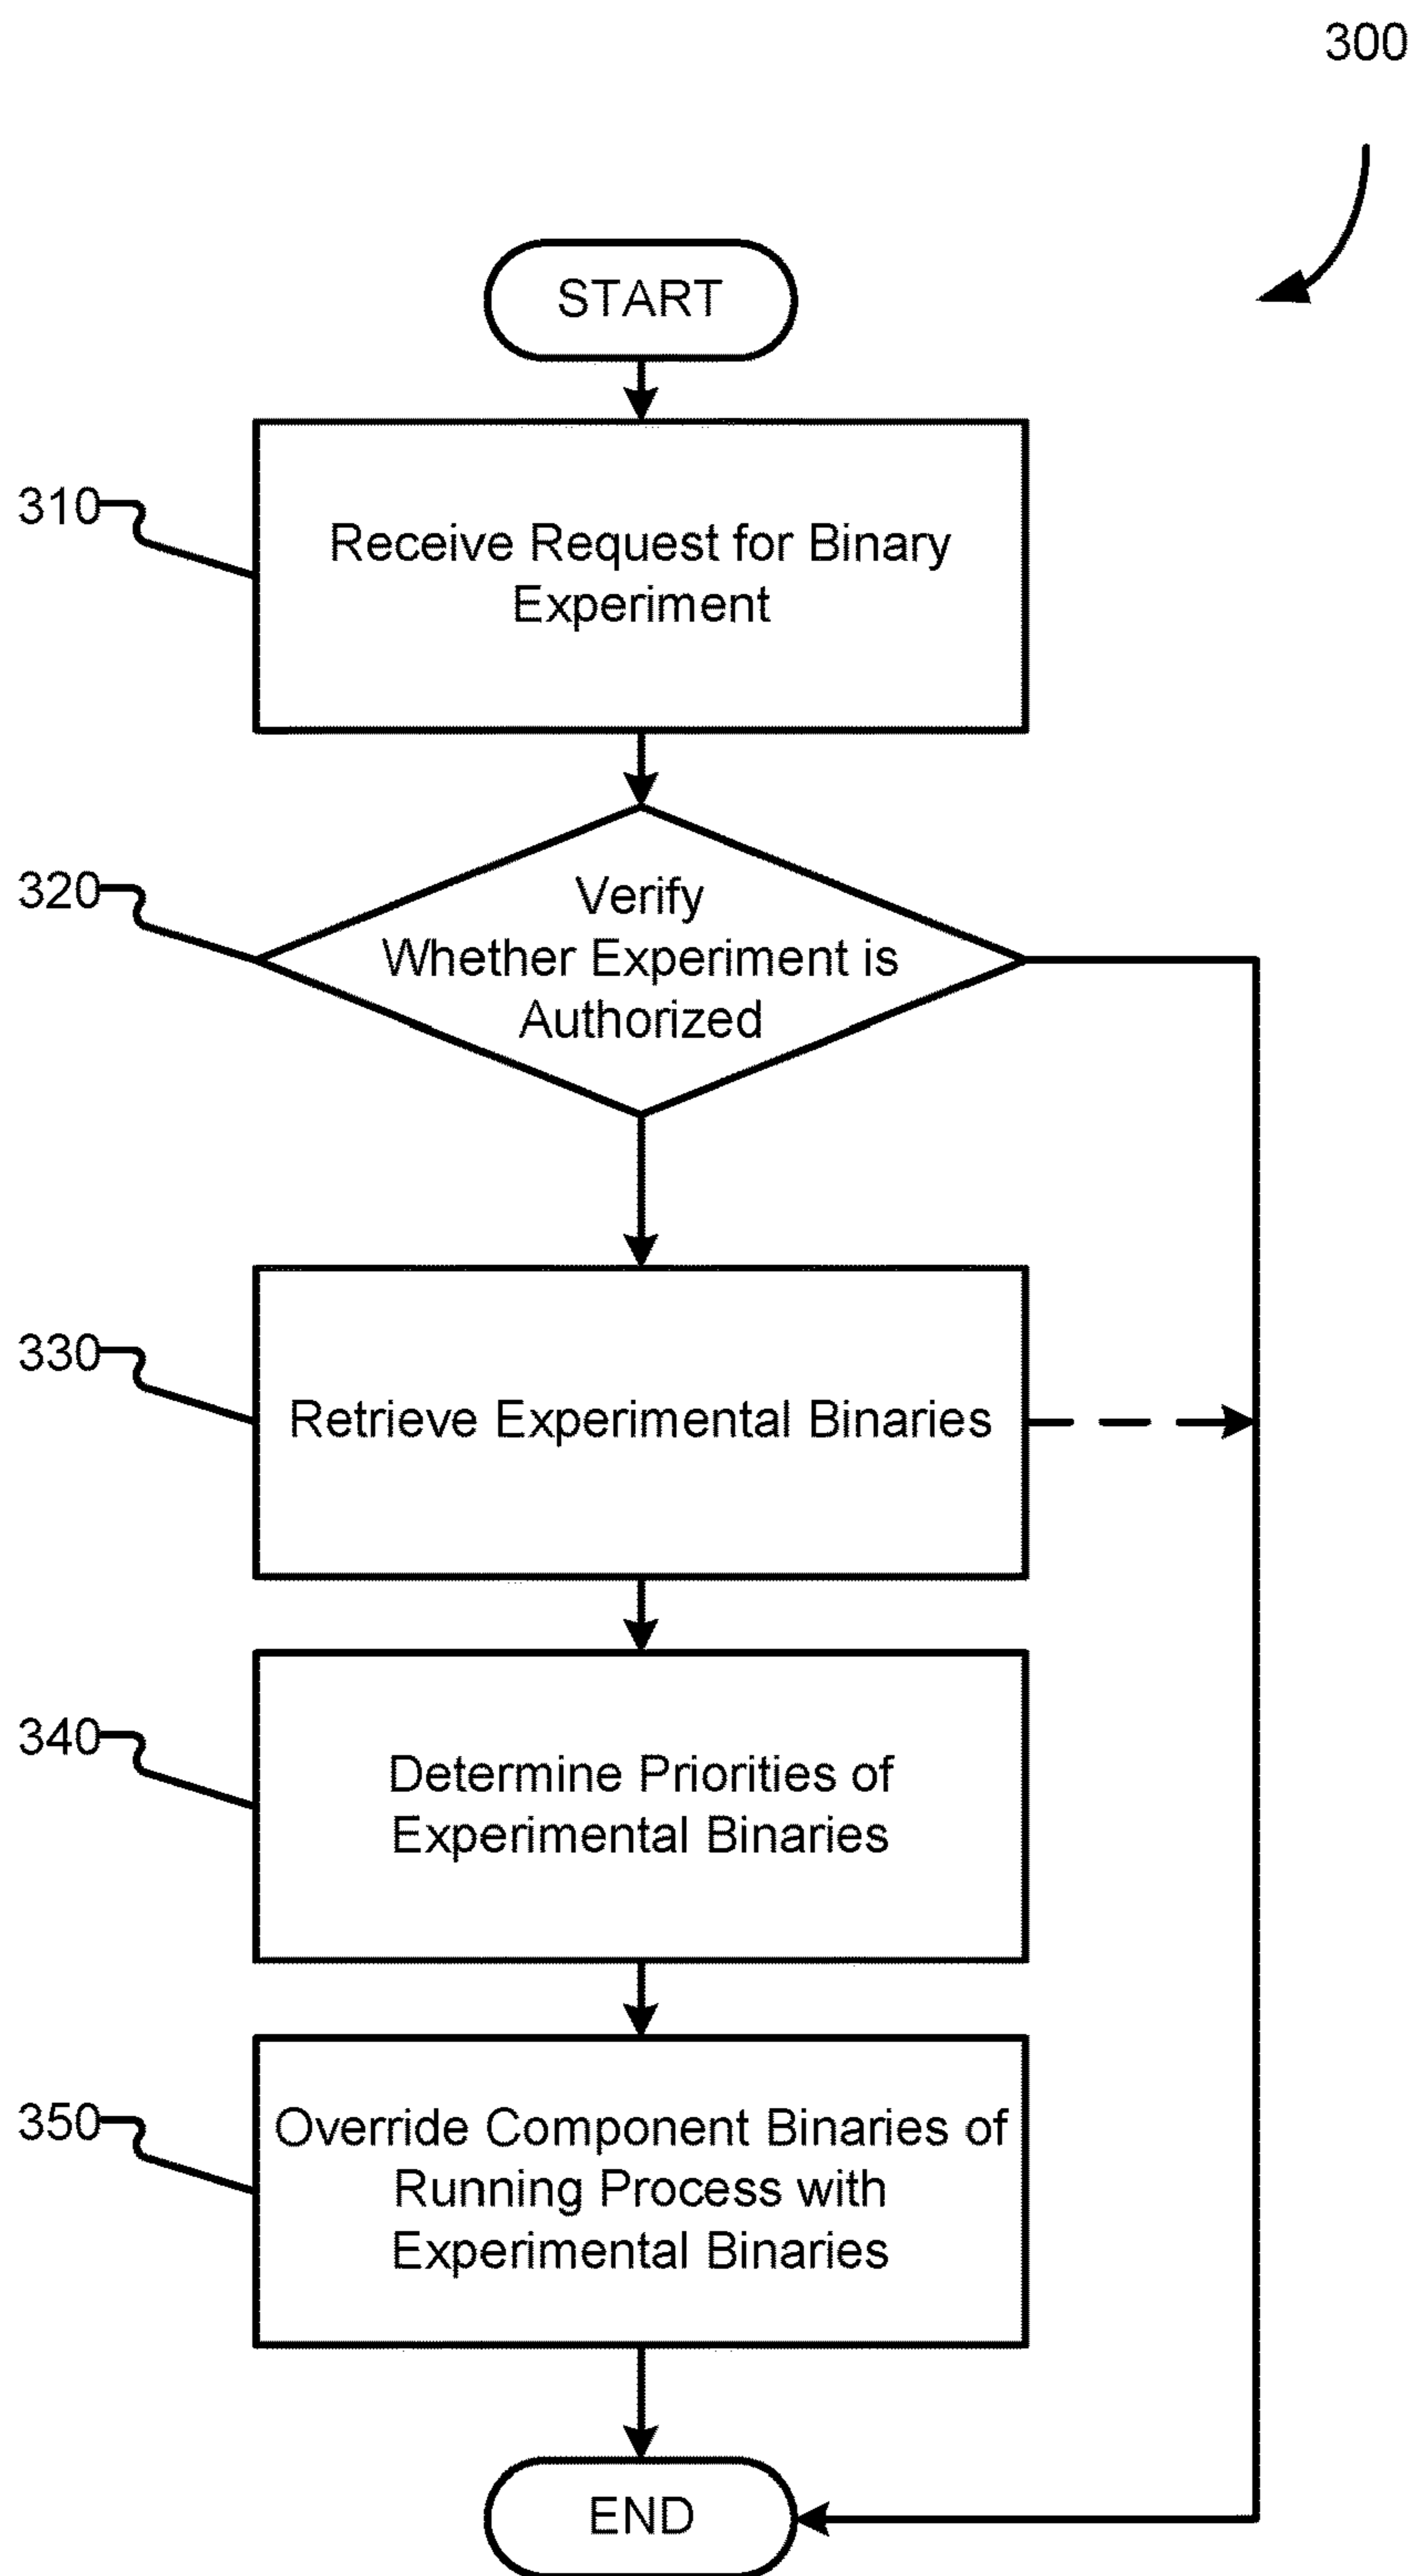 300
START
310
Receive Request for Binary
Experiment
320
Verify
Whether Experiment is
Authorized
330
Retrieve Experimental Binaries
340
Determine Priorities of
Experimental Binaries
350
Override Component Binaries of
Running Process with
Experimental Binaries
END